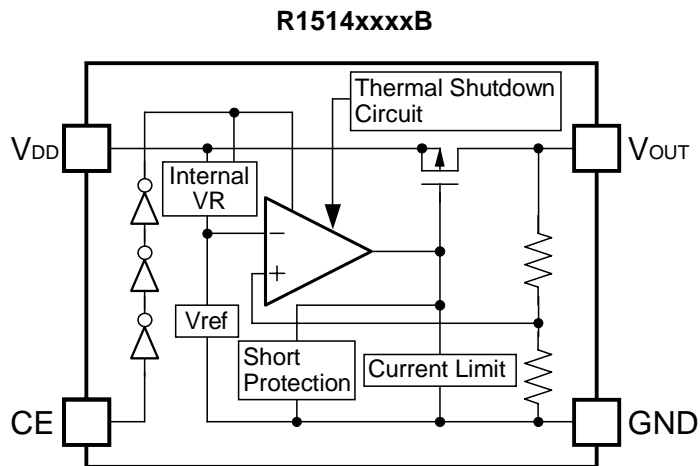 R1514xxxxB
Thermal Shutdown
Circuit
VDD
VOUT
Internal
VR
−
+
Vref
Short
Protection
Current Limit
CE
GND